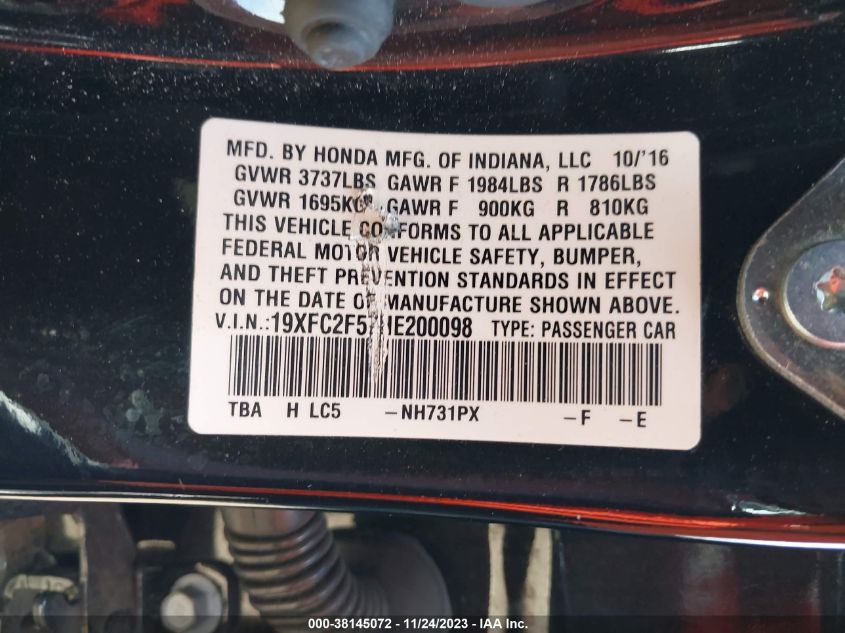 MFD. BY HONDA MFG. OF INDIANA, LLC 10/'16
GVWR 3737LBS GAWR F 1984LBS R 1786LBS
GVWR 1695KG GAWR F 900KG R 810KG
THIS VEHICLE CONFORMS TO ALL APPLICABLE
FEDERAL MOTOR VEHICLE SAFETY, BUMPER,
AND THEFT PREVENTION STANDARDS IN EFFECT
ON THE DATE OF MANUFACTURE SHOWN ABOVE.
V.I.N.: TYPE: PASSENGER CAR
TBA H LC5 -NH731PX -F -E
000-38145072 - 11/24/2023 - IAA Inc.